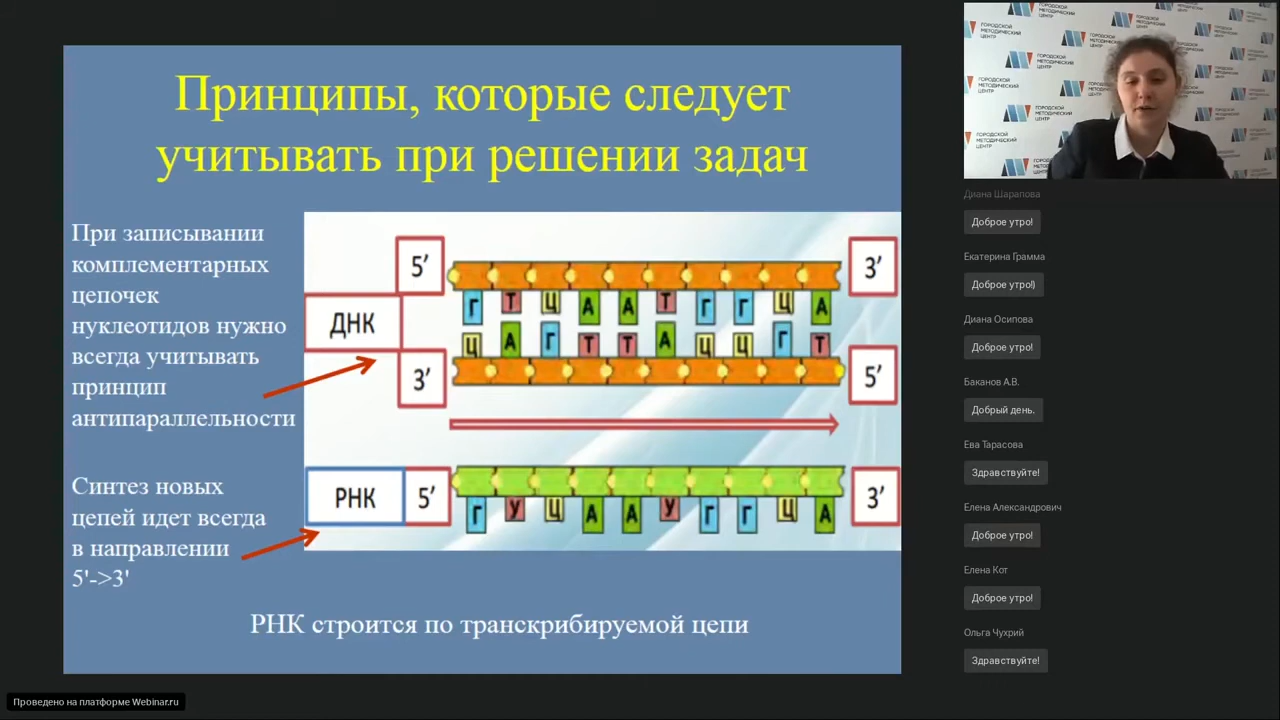 Принципы, которые следует
учитывать при решении задач
При записывании
комплементарных
цепочек
нуклеотидов нужно
всегда учитывать
принцип
антипараллельности
Синтез новых
цепей идет всегда
в направлении
5'->3'
5′ 3′
Г Т Ц А А Т Г Г Ц А
ДНК
Ц А Г Т Т А Ц Ц Г Т
3′ 5′
РНК 5′ 3′
Г У Ц А А У Г Г Ц А
РНК строится по транскрибируемой цепи
ГОРОДСКОЙ
МЕТОДИЧЕСКИЙ
ЦЕНТР
Диана Шарапова
Доброе утро!
Екатерина Грамма
Доброе утро!)
Диана Осипова
Доброе утро!
Баканов А.В.
Добрый день.
Ева Тарасова
Здравствуйте!
Елена Александрович
Доброе утро!
Елена Кот
Доброе утро!
Ольга Чухрий
Здравствуйте!
Проведено на платформе Webinar.ru